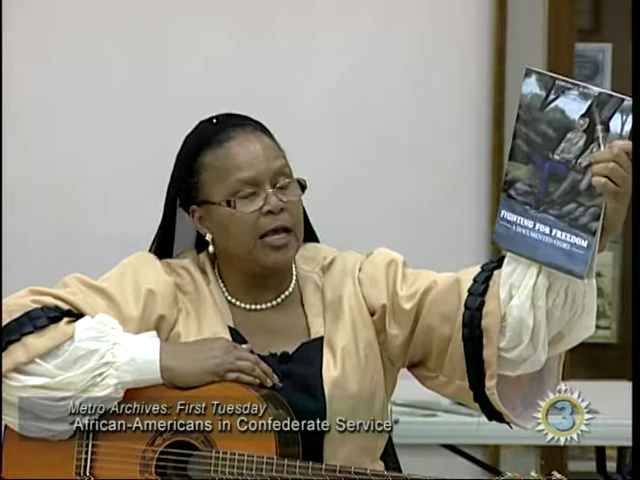 FIGHTING FOR FREEDOM
A DOCUMENTED STORY
Metro Archives: First Tuesday
African-Americans in Confederate Service
3